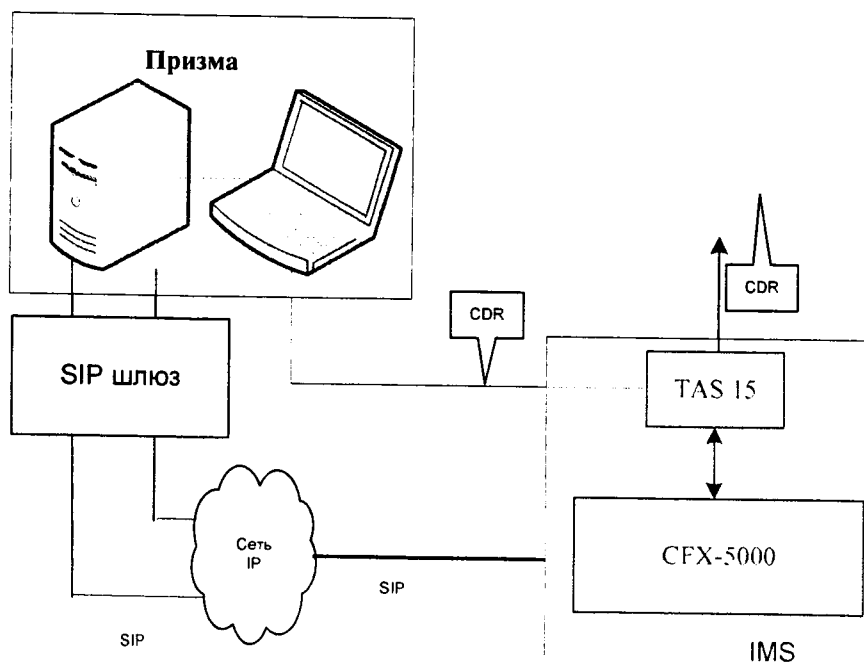 Призма
CDR
CDR
SIP шлюз
TAS 15
Сеть
IP
SIP
CFX-5000
SIP
IMS